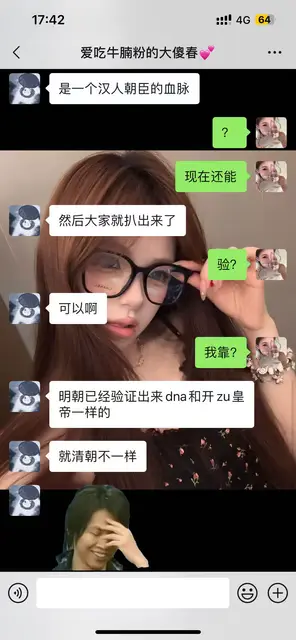 17:42
4G
64
爱吃牛腩粉的大傻春💕
是一个汉人朝臣的血脉
？
现在还能
然后大家就扒出来了
验?
可以啊
我靠?
明朝已经验证出来dna和开zu皇
帝一样的
就清朝不一样